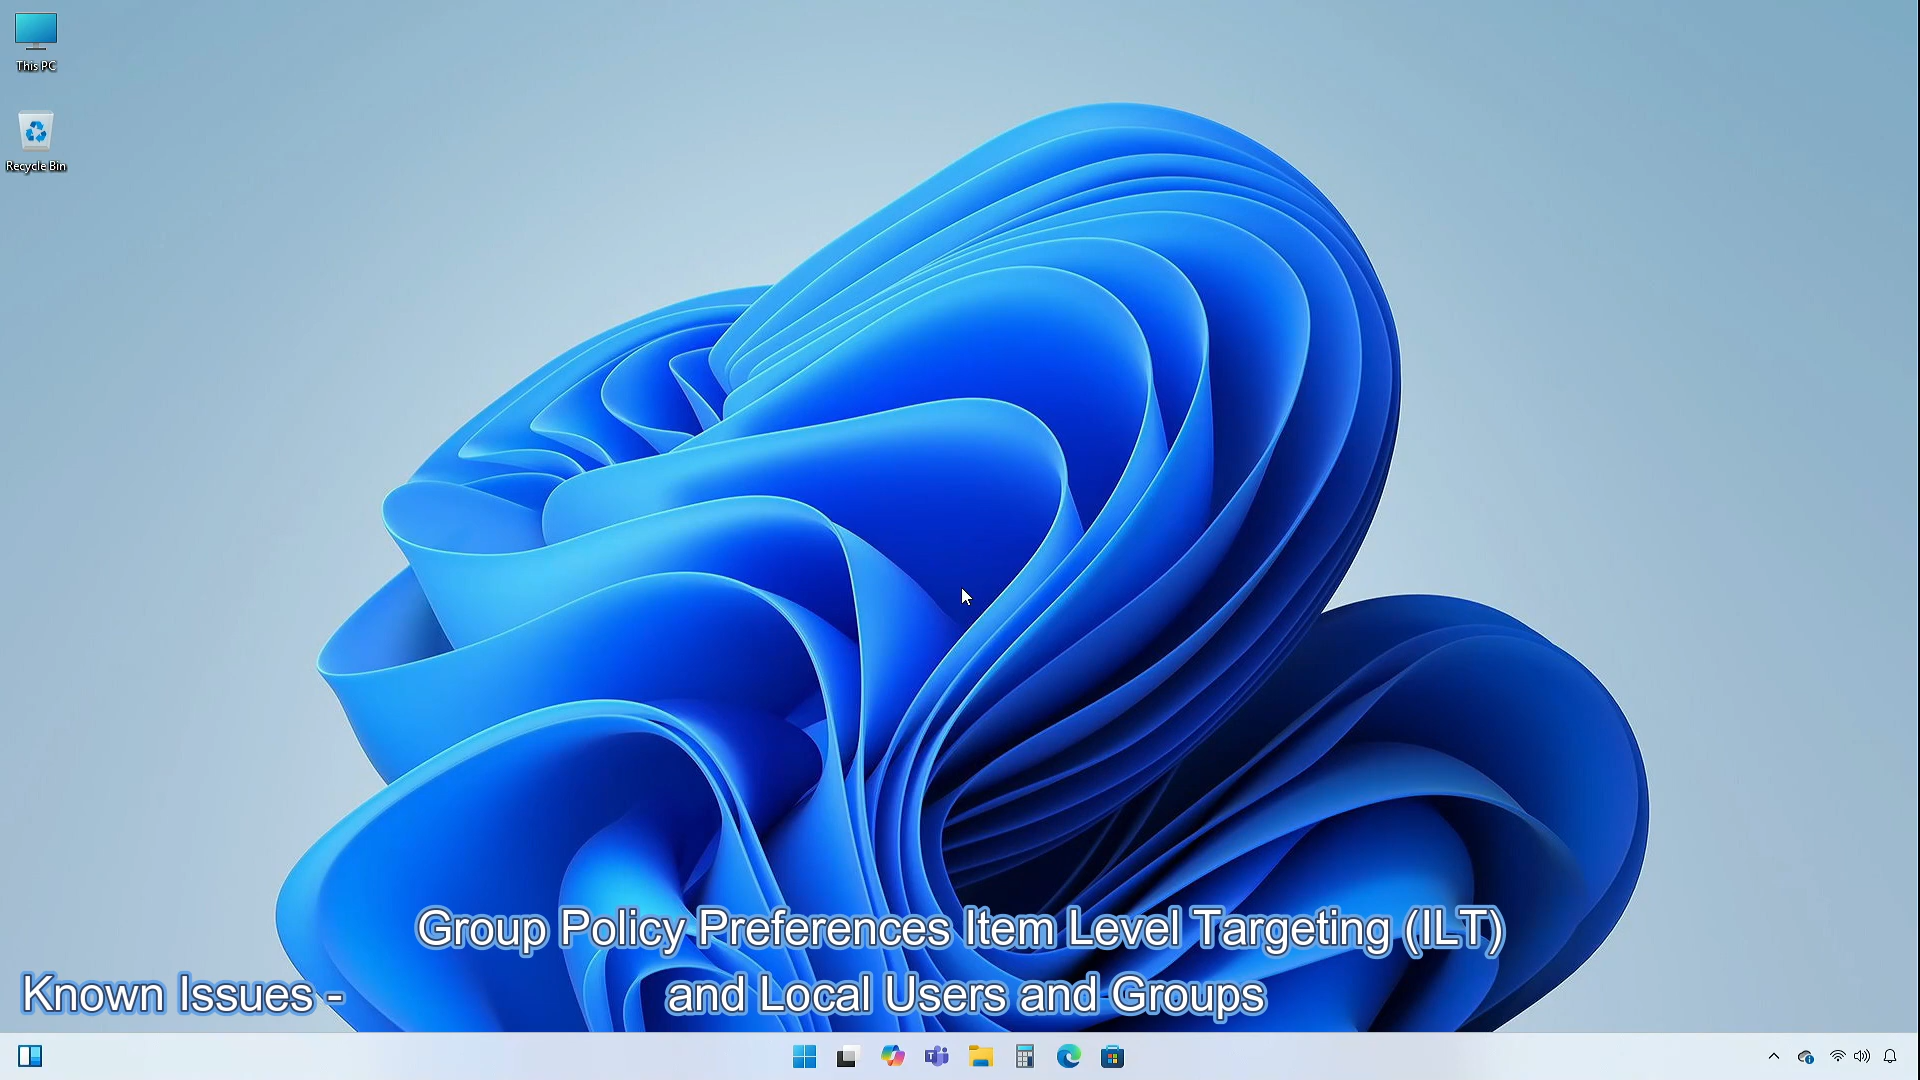 This PC
Recycle Bin
Group Policy Preferences Item Level Targeting (ILT)
Known Issues - and Local Users and Groups